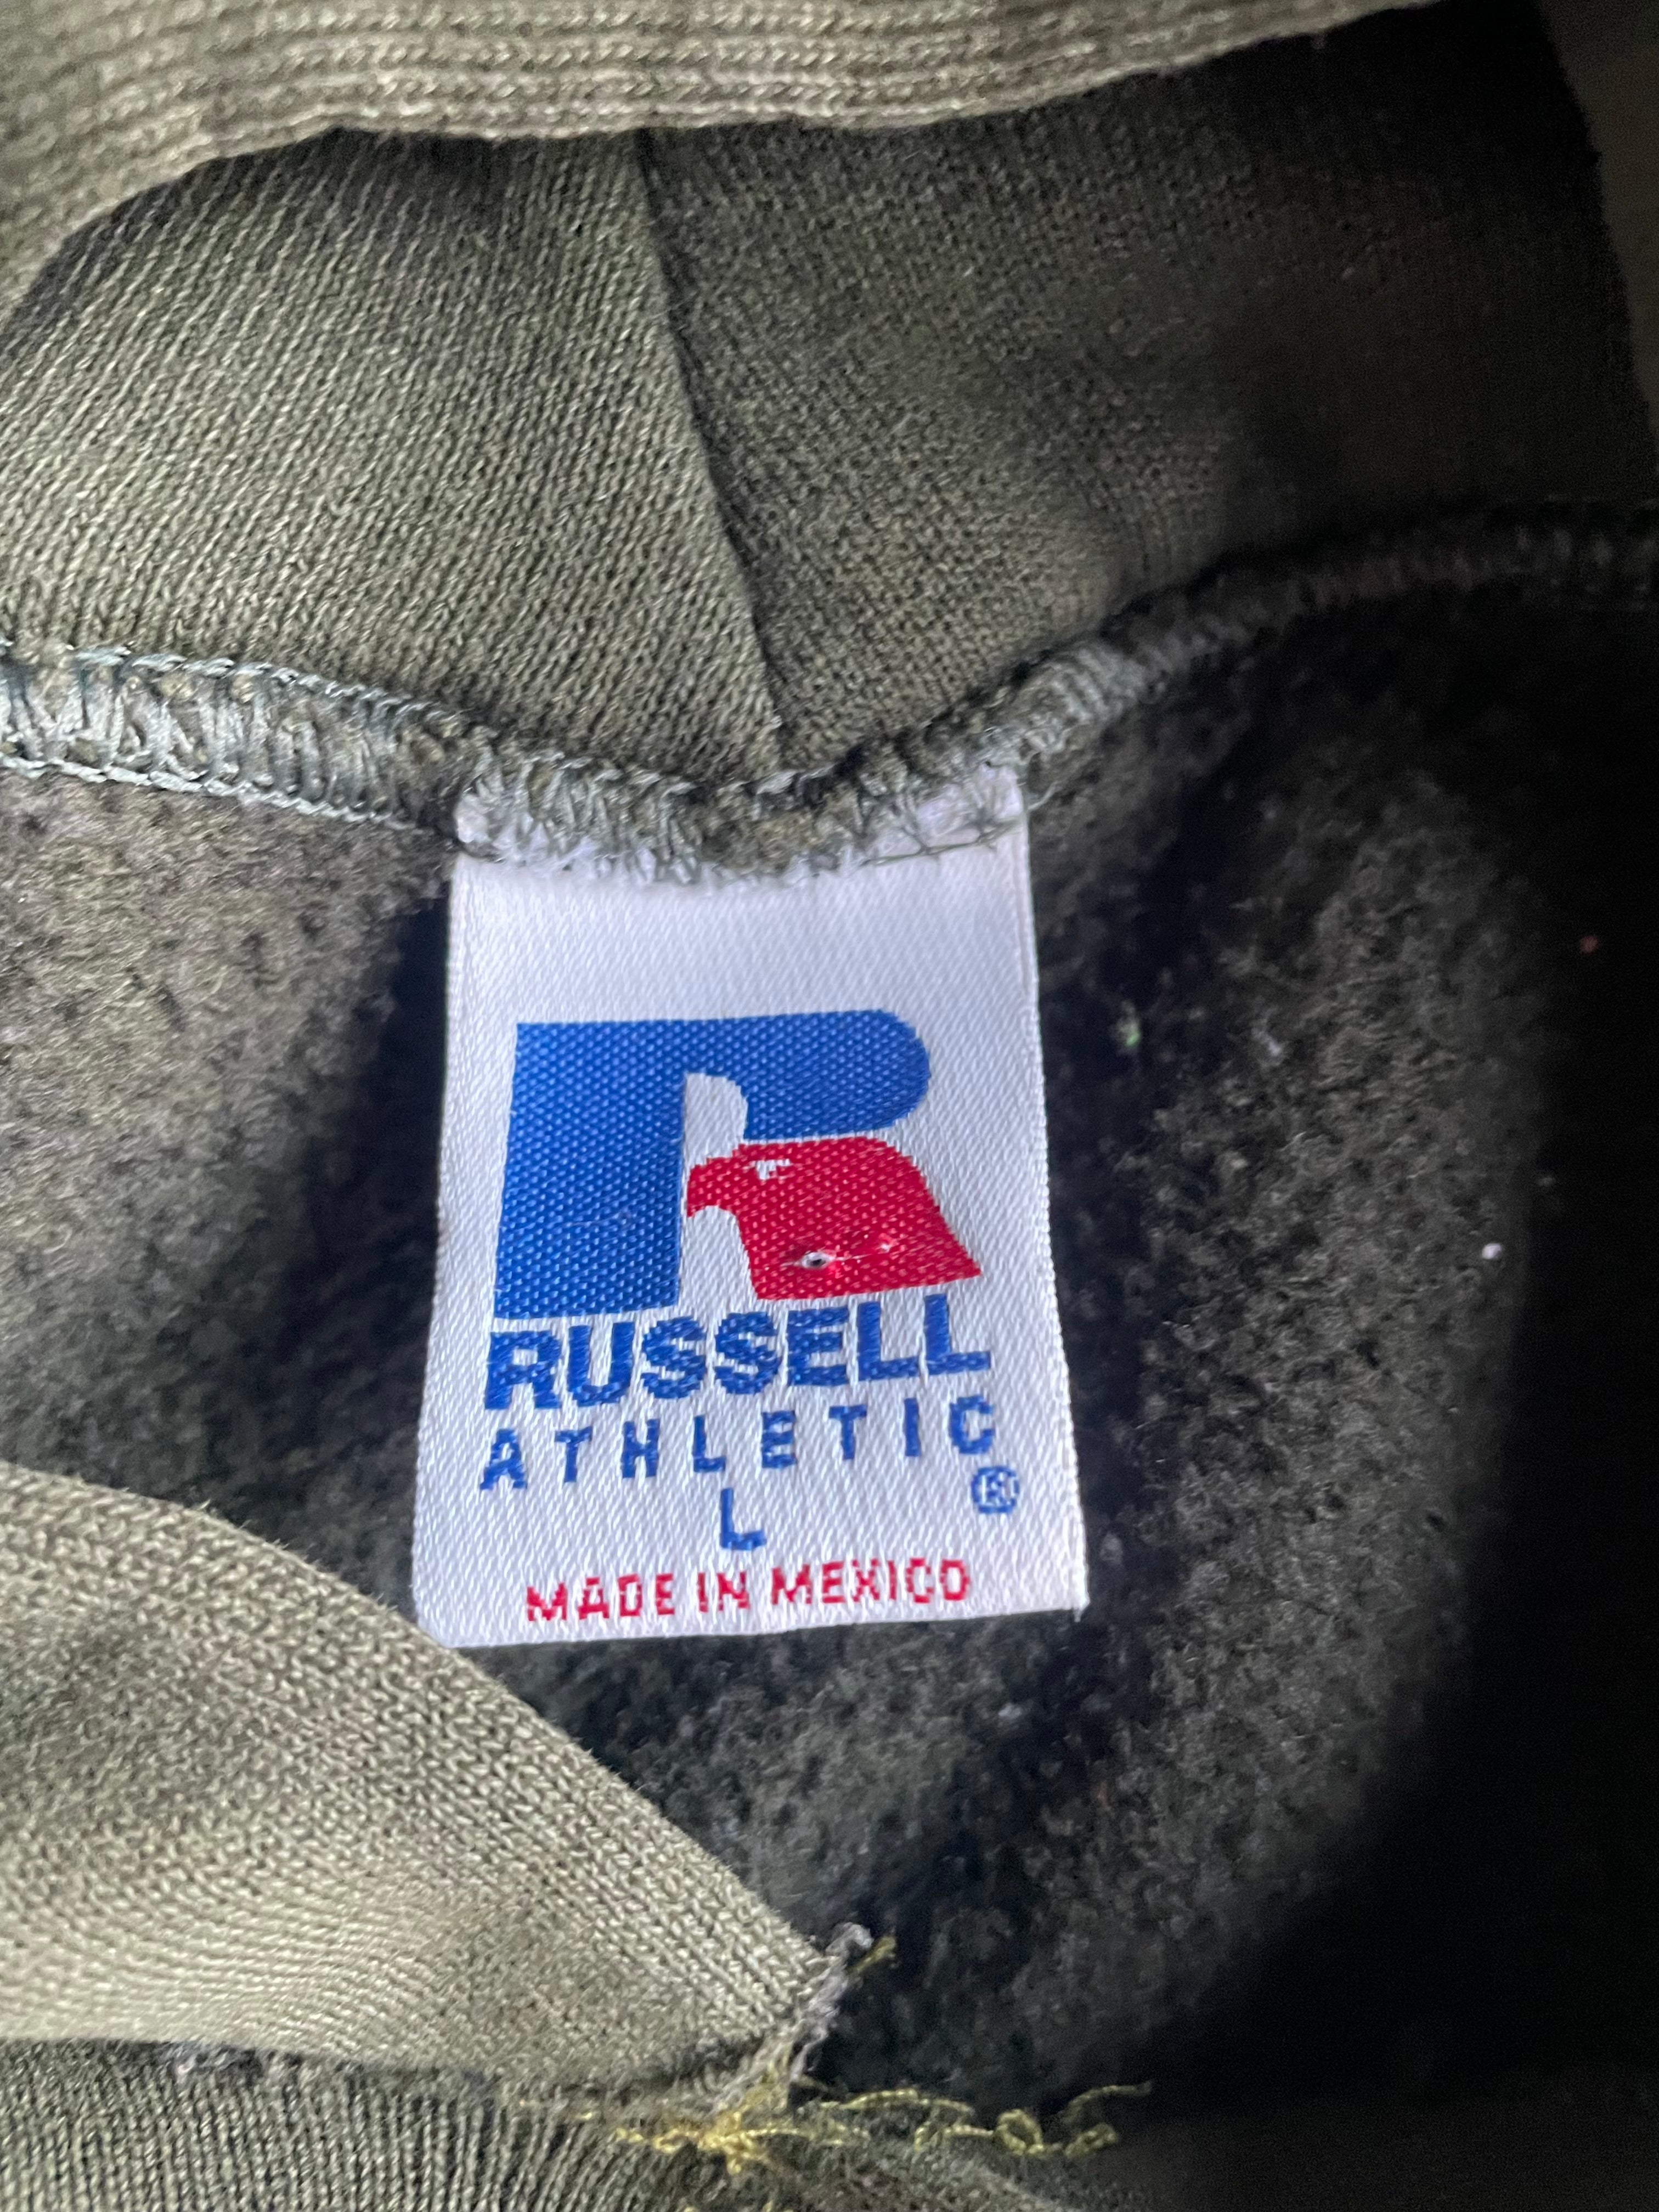 RUSSELL
ATHLETIC
®
L
MADE IN MEXICO